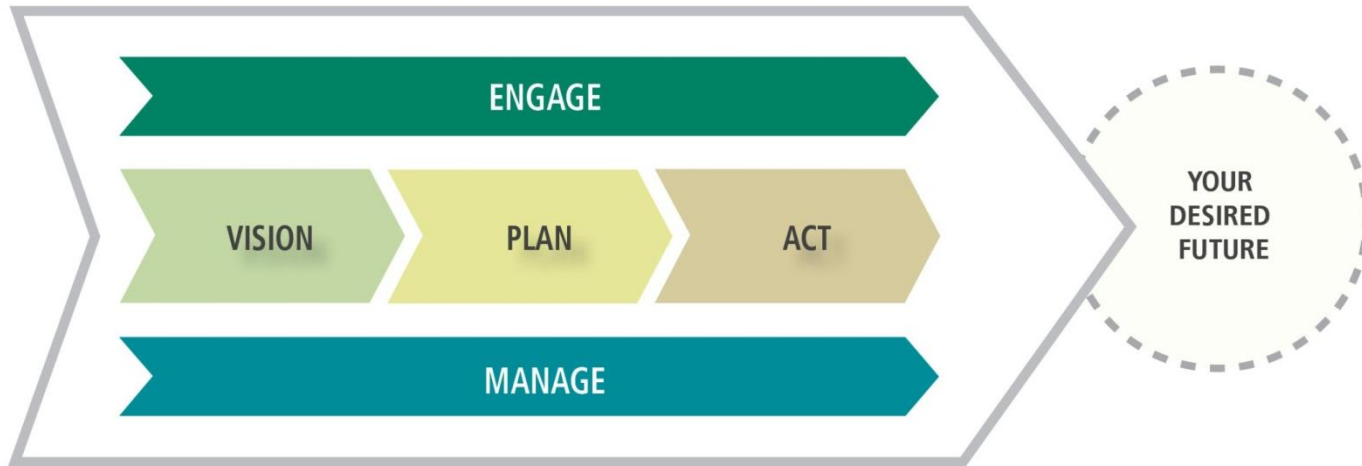 ENGAGE
VISION
PLAN
ACT
MANAGE
YOUR
DESIRED
FUTURE